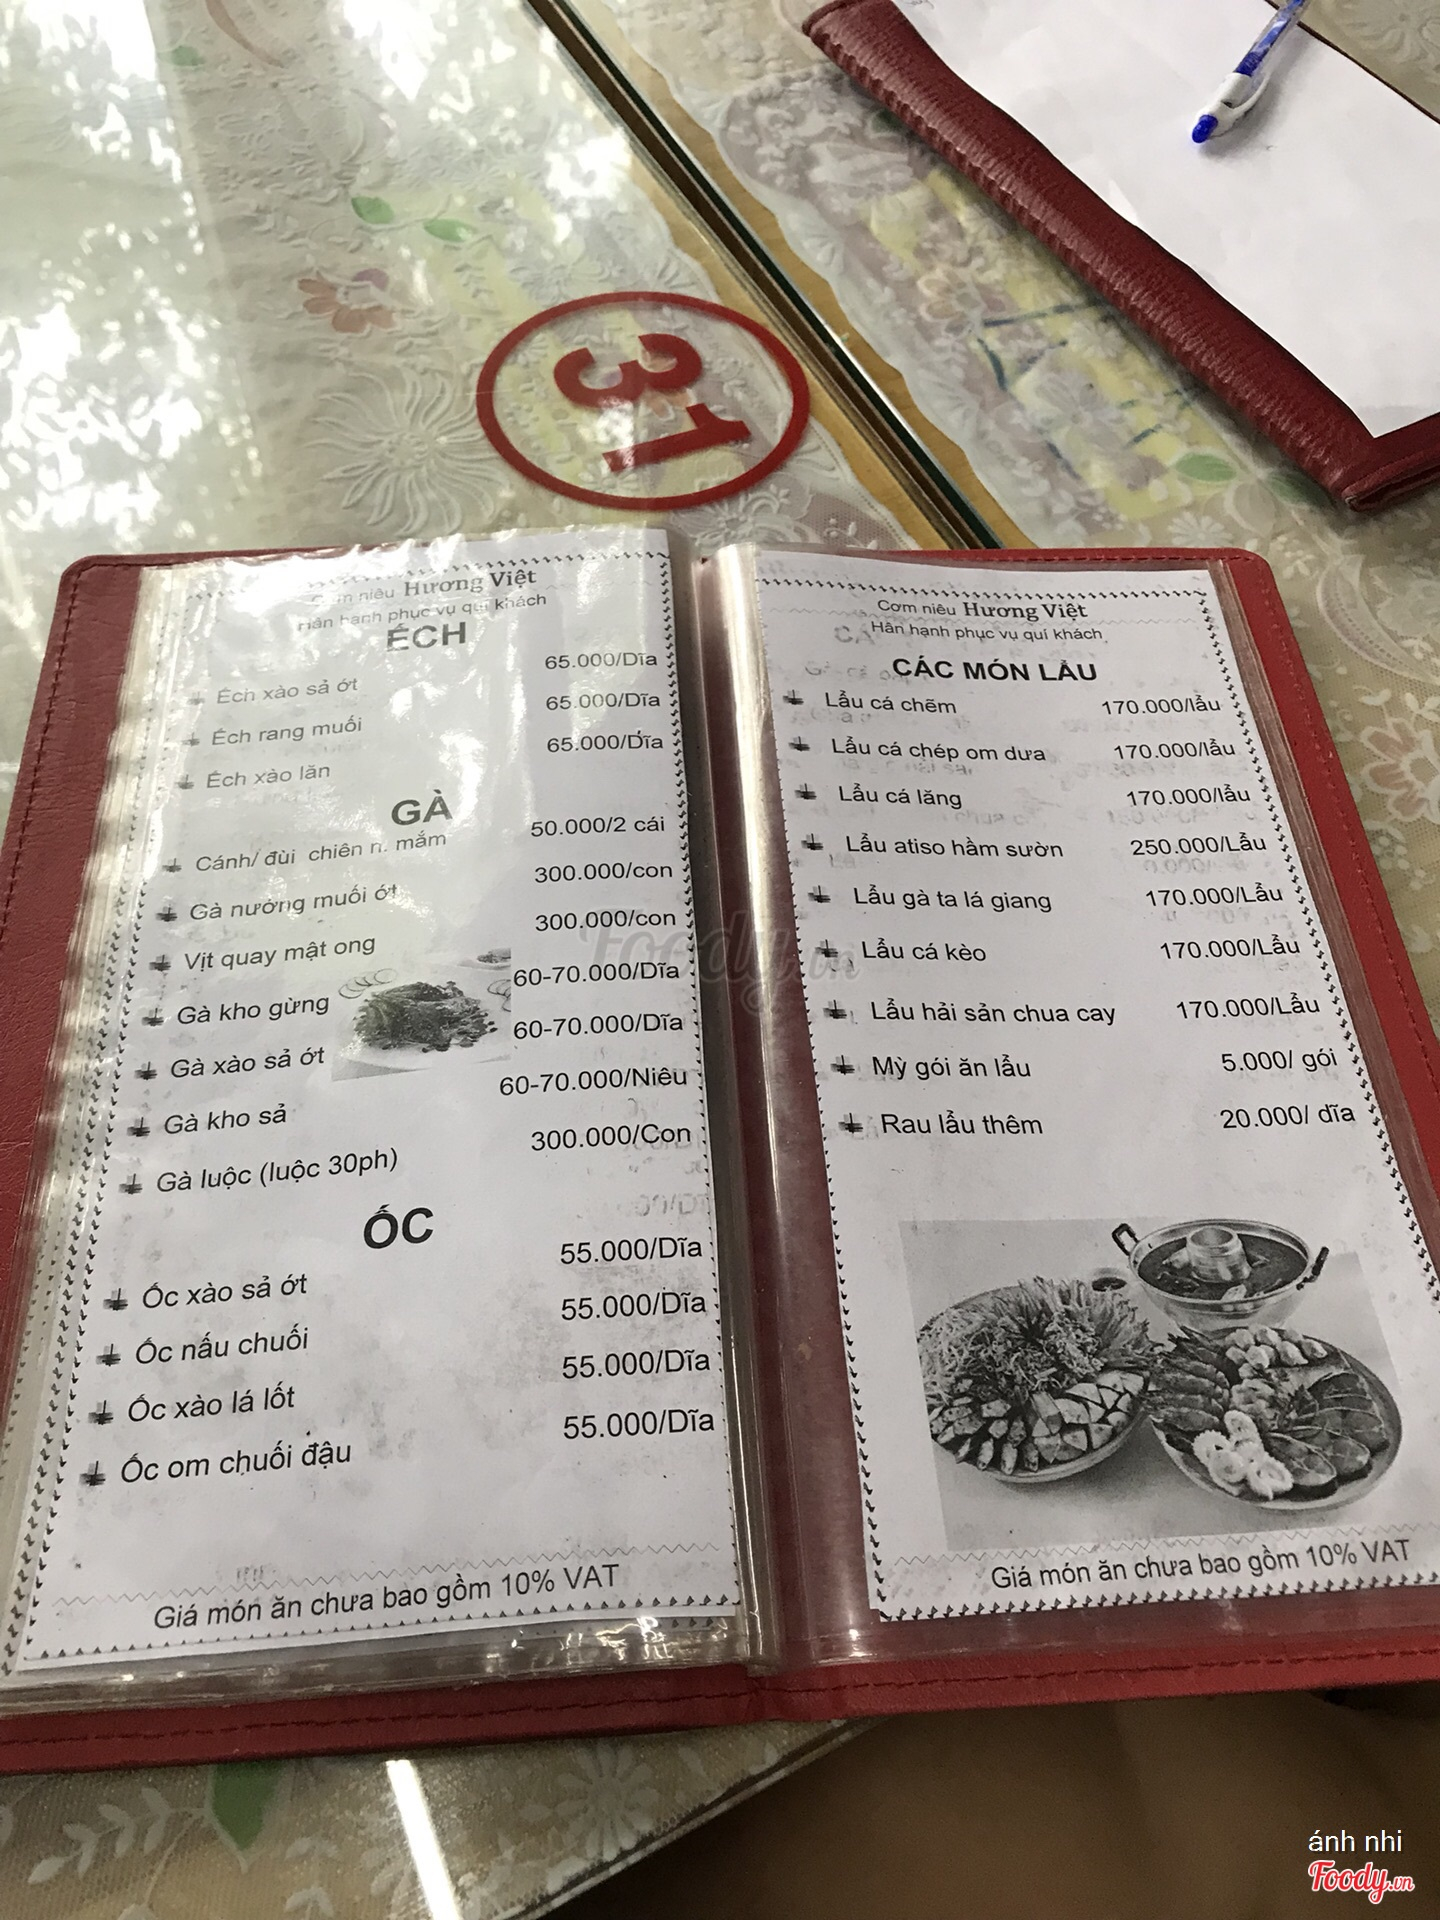 31
Cơm niêu Hương Việt
Hân hạnh phục vụ quí khách
ẾCH
Ếch xào sả ớt 65.000/Dĩa
Ếch rang muối 65.000/Dĩa
Ếch xào lăn 65.000/Dĩa
GÀ
Cánh/ đùi chiên n. mắm 50.000/2 cái
Gà nướng muối ớt 300.000/con
Vịt quay mật ong 300.000/con
Gà kho gừng 60-70.000/Dĩa
Gà xào sả ớt 60-70.000/Dĩa
Gà kho sả 60-70.000/Niêu
Gà luộc (luộc 30ph) 300.000/Con
ỐC
Ốc xào sả ớt 55.000/Dĩa
Ốc nấu chuối 55.000/Dĩa
Ốc xào lá lốt 55.000/Dĩa
Ốc om chuối đậu 55.000/Dĩa
Giá món ăn chưa bao gồm 10% VAT
Cơm niêu Hương Việt
Hân hạnh phục vụ quí khách
CÁC MÓN LẨU
Lẩu cá chẽm 170.000/lẩu
Lẩu cá chép om dưa 170.000/lẩu
Lẩu cá lăng 170.000/lẩu
Lẩu atiso hầm sườn 250.000/Lẩu
Lẩu gà ta lá giang 170.000/Lẩu
Lẩu cá kèo 170.000/Lẩu
Lẩu hải sản chua cay 170.000/Lẩu
Mỳ gói ăn lẩu 5.000/ gói
Rau lẩu thêm 20.000/ dĩa
Giá món ăn chưa bao gồm 10% VAT
Foody.vn
ánh nhi
Foody.vn